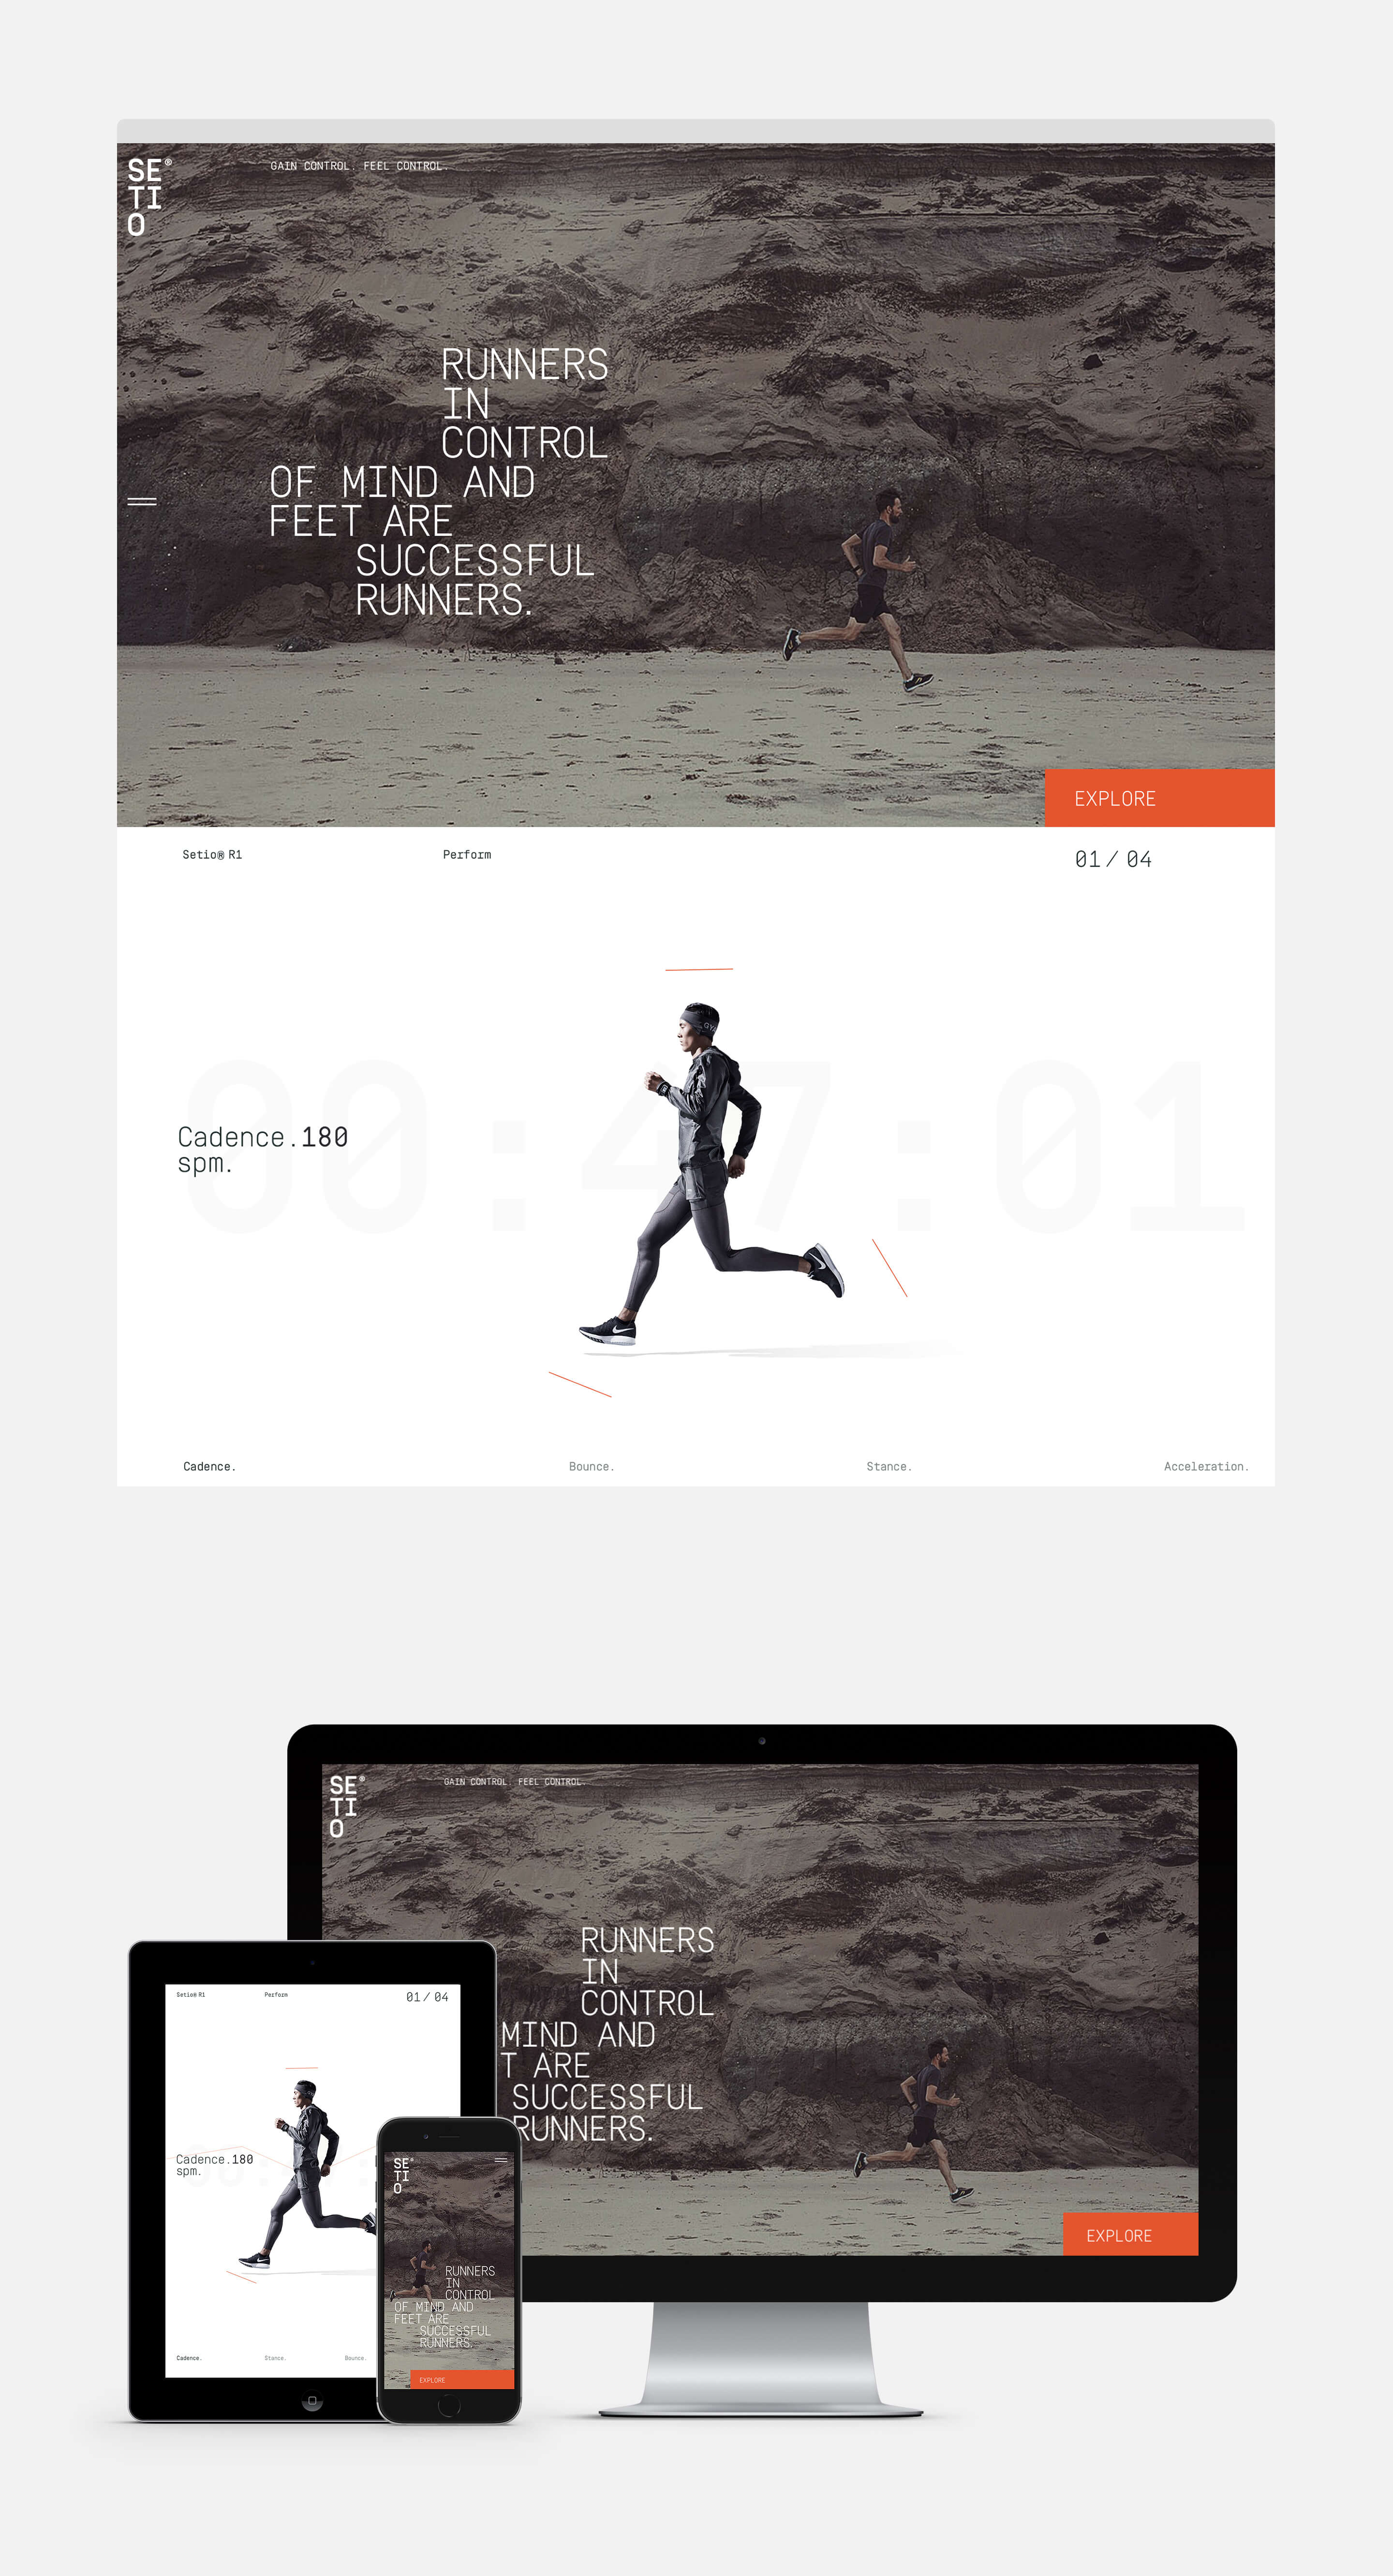 SE®
TI
O
GAIN CONTROL. FEEL CONTROL.
RUNNERS
IN
CONTROL
OF MIND AND
FEET ARE
SUCCESSFUL
RUNNERS.
EXPLORE
Setio® R1
Perform
01 / 04
00:47:01
Cadence.180
spm.
Cadence.
Bounce.
Stance.
Acceleration.
SE®
TI
O
GAIN CONTROL. FEEL CONTROL.
RUNNERS
IN
CONTROL
MIND AND
T ARE
SUCCESSFUL
RUNNERS.
EXPLORE
Setio® R1
Perform
01 / 04
Cadence.180
spm.
Cadence.
Stance.
Bounce.
SE®
TI
O
RUNNERS
IN
CONTROL
OF MIND AND
FEET ARE
SUCCESSFUL
RUNNERS.
EXPLORE